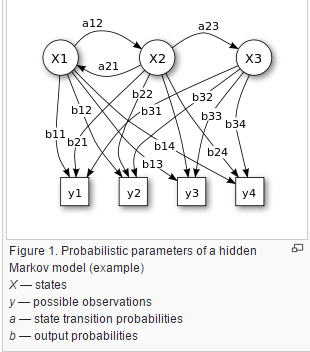 a12
a23
X1
X2
X3
a21
b22
b12
b31
b32
b33
b34
b11
b21
b14
b24
b13
y1
y2
y3
y4
Figure 1. Probabilistic parameters of a hidden
Markov model (example)
X — states
y — possible observations
a — state transition probabilities
b — output probabilities